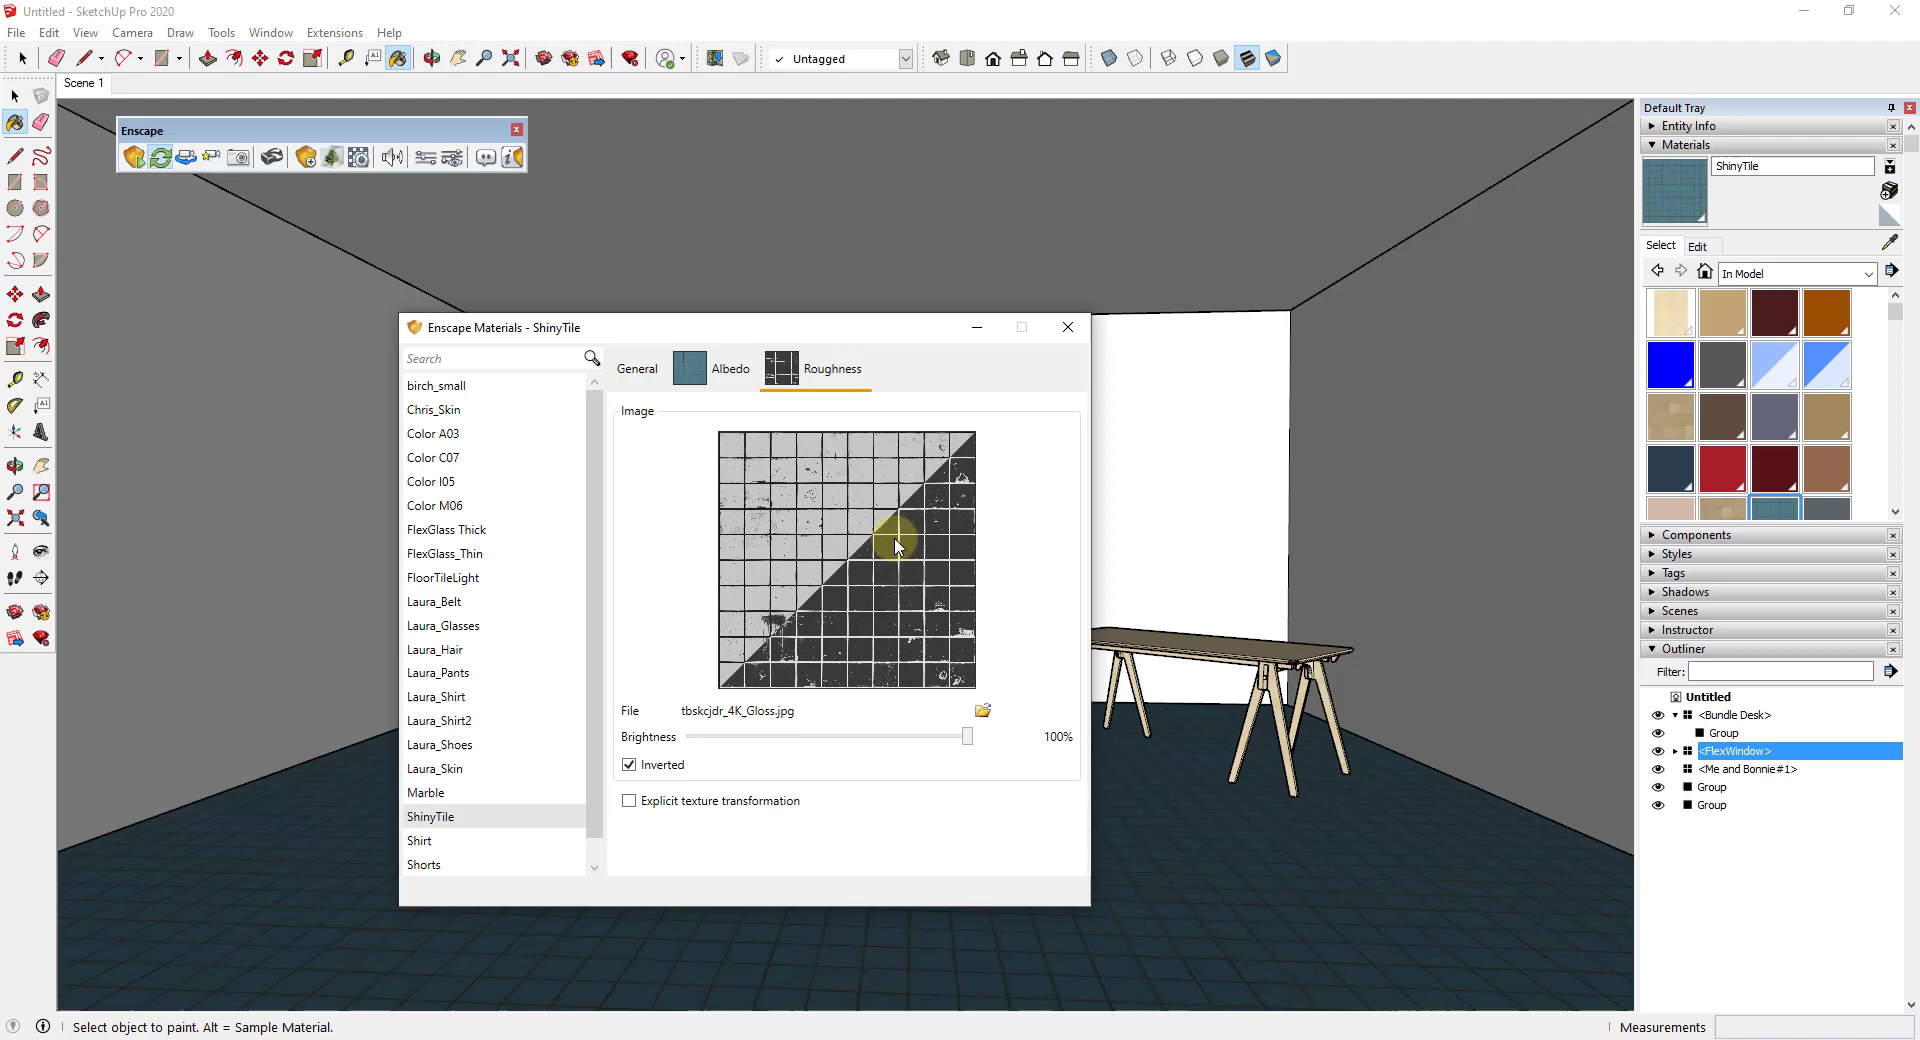 Untitled - SketchUp Pro 2020
File Edit View Camera Draw Tools Window Extensions Help
✓ Untagged
Scene 1
Default Tray
Entity Info
Materials
ShinyTile
Select Edit
In Model
Enscape
Enscape Materials - ShinyTile
Search
General Albedo Roughness
birch_small
Chris_Skin
Color A03
Color C07
Color I05
Color M06
FlexGlass Thick
FlexGlass_Thin
FloorTileLight
Laura_Belt
Laura_Glasses
Laura_Hair
Laura_Pants
Laura_Shirt
Laura_Shirt2
Laura_Shoes
Laura_Skin
Marble
ShinyTile
Shirt
Shorts
Image
File tbskcjdr_4K_Gloss.jpg
Brightness 100%
Inverted
Explicit texture transformation
Components
Styles
Tags
Shadows
Scenes
Instructor
Outliner
Filter:
Untitled
<Bundle Desk>
Group
<FlexWindow>
<Me and Bonnie#1>
Group
Group
Select object to paint. Alt = Sample Material.
Measurements